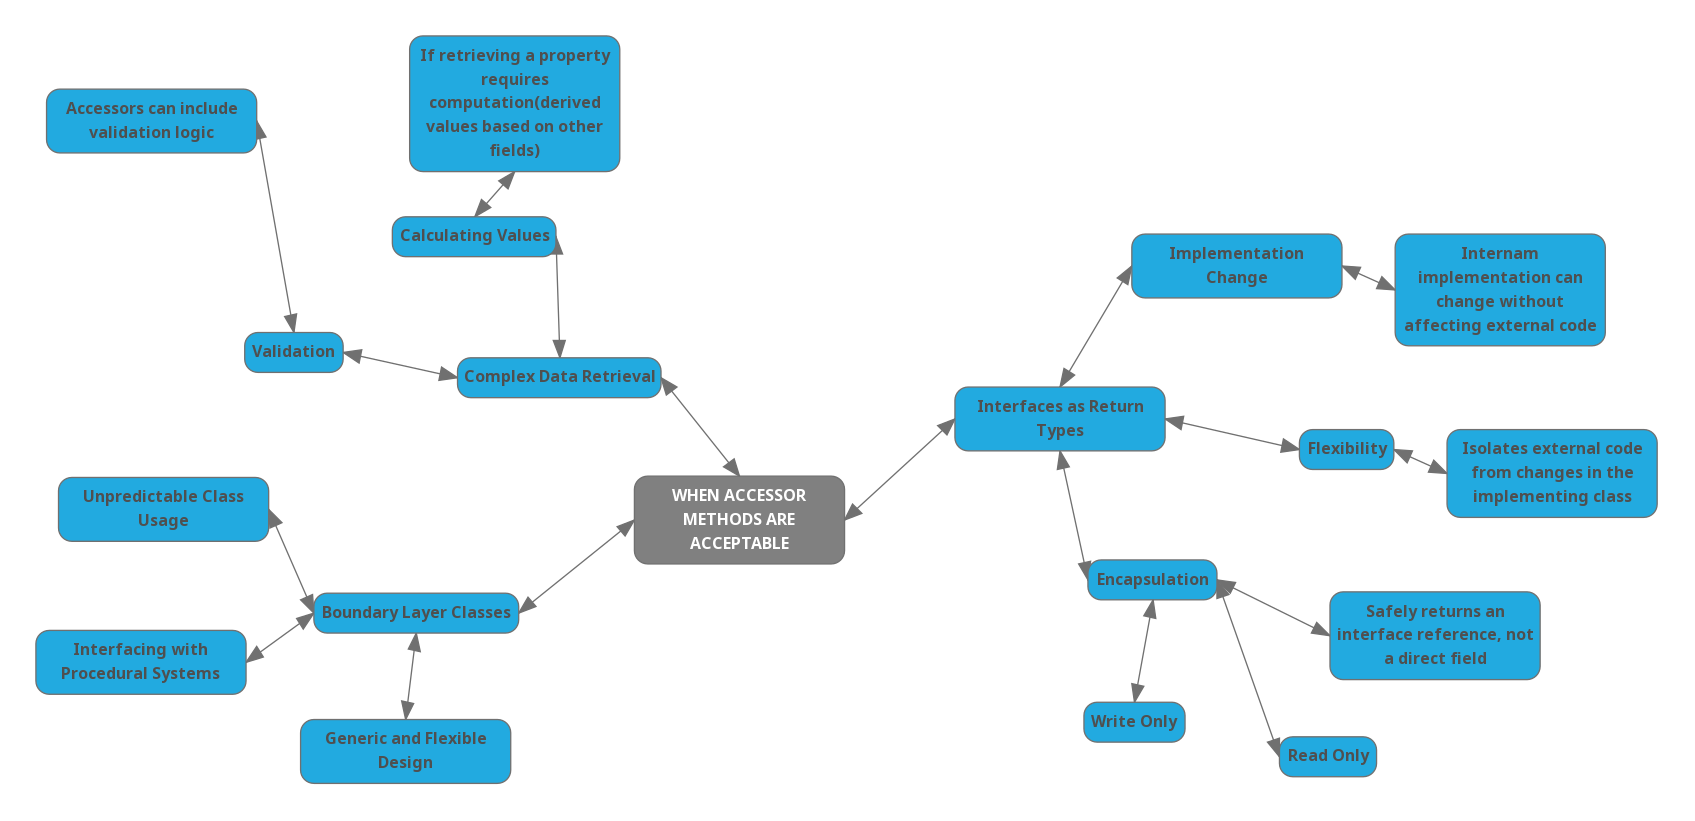 If retrieving a property
requires
computation(derived
values based on other
fields)
Accessors can include
validation logic
Calculating Values
Validation
Complex Data Retrieval
WHEN ACCESSOR
METHODS ARE
ACCEPTABLE
Unpredictable Class
Usage
Boundary Layer Classes
Interfacing with
Procedural Systems
Generic and Flexible
Design
Implementation
Change
Internam
implementation can
change without
affecting external code
Interfaces as Return
Types
Flexibility
Isolates external code
from changes in the
implementing class
Encapsulation
Safely returns an
interface reference, not
a direct field
Write Only
Read Only